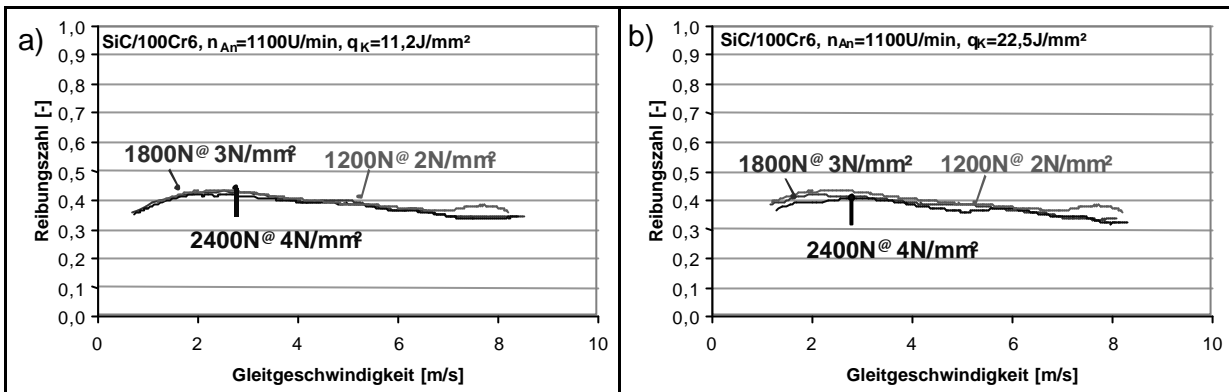 a)
SiC/100Cr6, nAn=1100U/min, qK=11,2J/mm²
Reibungszahl [-]
1,0
0,9
0,8
0,7
0,6
0,5
0,4
0,3
0,2
0,1
0,0
1800N@ 3N/mm²
1200N@ 2N/mm²
2400N@ 4N/mm²
0 2 4 6 8 10
Gleitgeschwindigkeit [m/s]
b)
SiC/100Cr6, nAn=1100U/min, qK=22,5J/mm²
Reibungszahl [-]
1,0
0,9
0,8
0,7
0,6
0,5
0,4
0,3
0,2
0,1
0,0
1800N@ 3N/mm²
1200N@ 2N/mm²
2400N@ 4N/mm²
0 2 4 6 8 10
Gleitgeschwindigkeit [m/s]